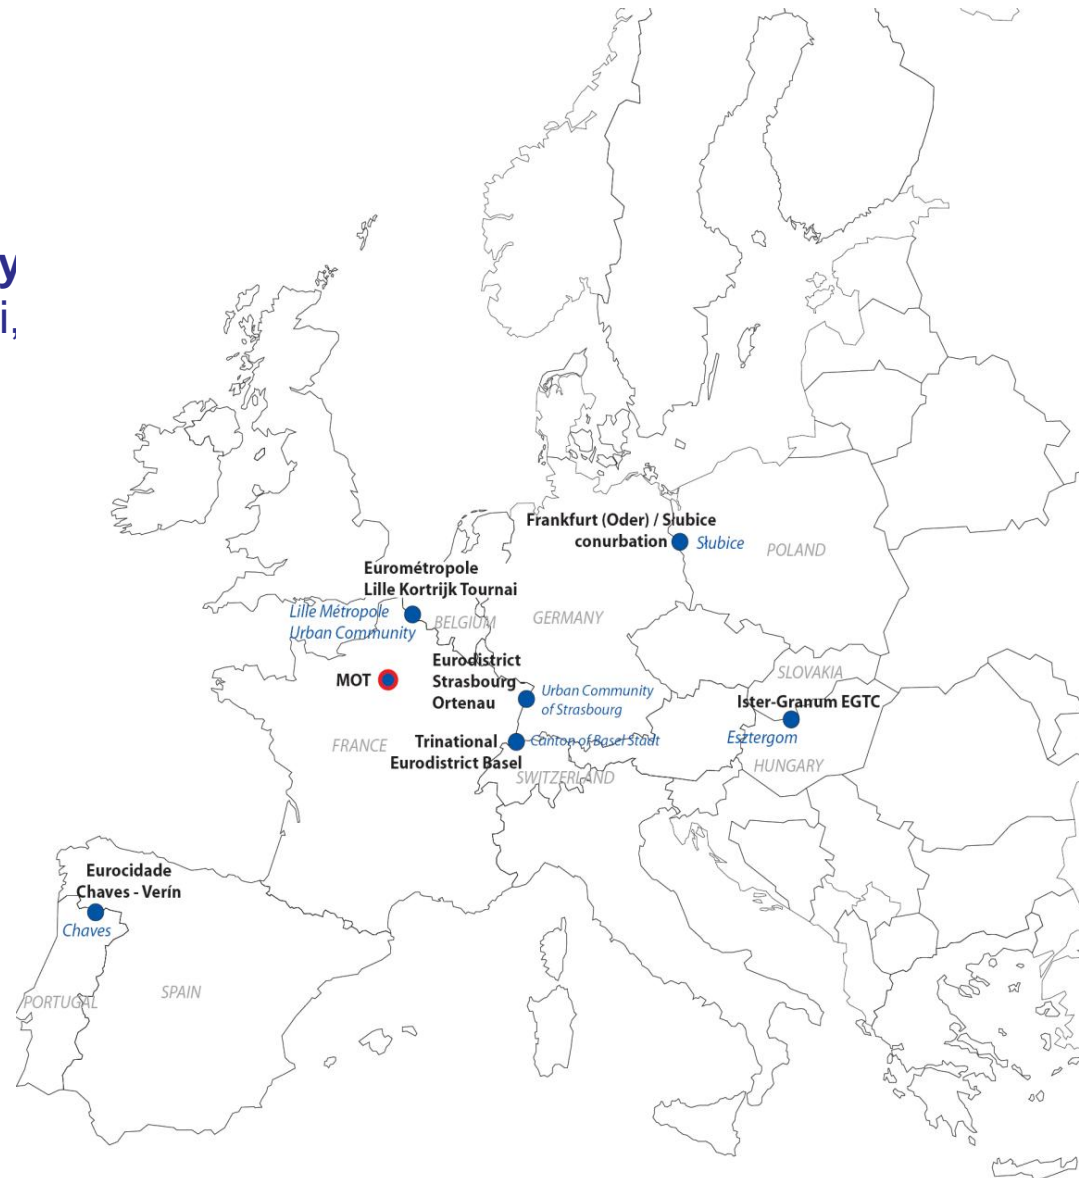 y
i,
Frankfurt (Oder) / Słubice
conurbation
Słubice
POLAND
Eurométropole
Lille Kortrijk Tournai
Lille Métropole
Urban Community
BELGIUM
GERMANY
Eurodistrict
Strasbourg
Ortenau
MOT
Urban Community
of Strasbourg
SLOVAKIA
Ister-Granum EGTC
Esztergom
HUNGARY
Trinational
Eurodistrict Basel
Canton of Basel Stadt
FRANCE
SWITZERLAND
Eurocidade
Chaves - Verín
Chaves
SPAIN
PORTUGAL